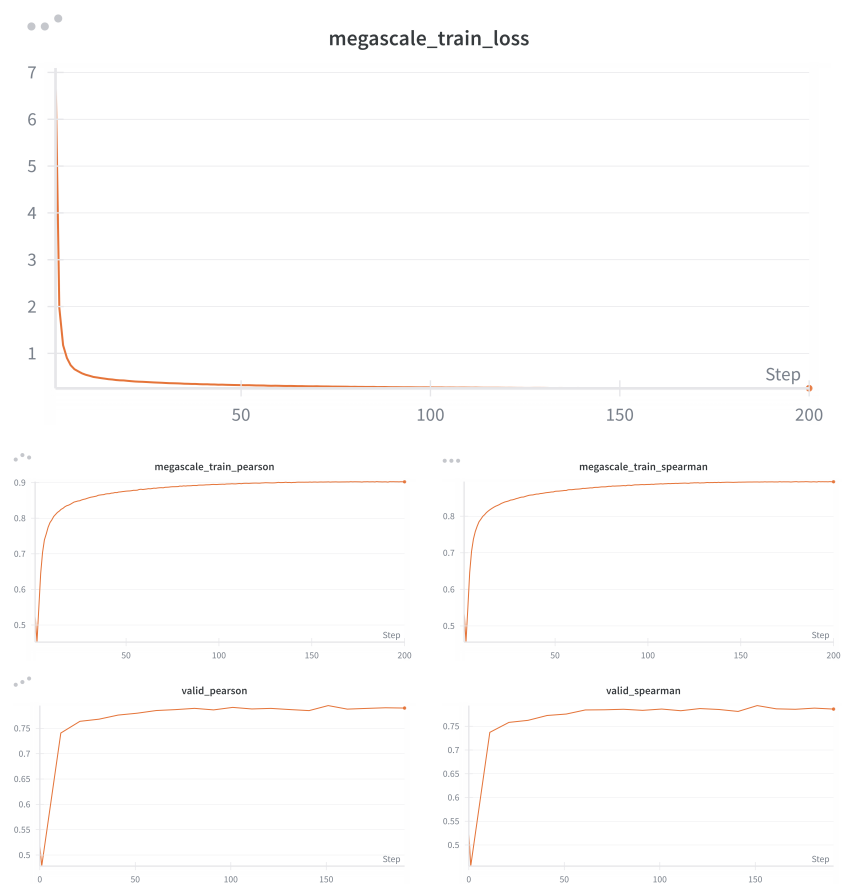 megascale_train_loss
7
6
5
4
3
2
1
Step
50 100 150 200
megascale_train_pearson
0.9
0.8
0.7
0.6
0.5
Step
50 100 150 200
megascale_train_spearman
0.8
0.7
0.6
0.5
Step
50 100 150 200
valid_pearson
0.75
0.7
0.65
0.6
0.55
0.5
Step
0 50 100 150
valid_spearman
0.75
0.7
0.65
0.6
0.55
0.5
Step
0 50 100 150